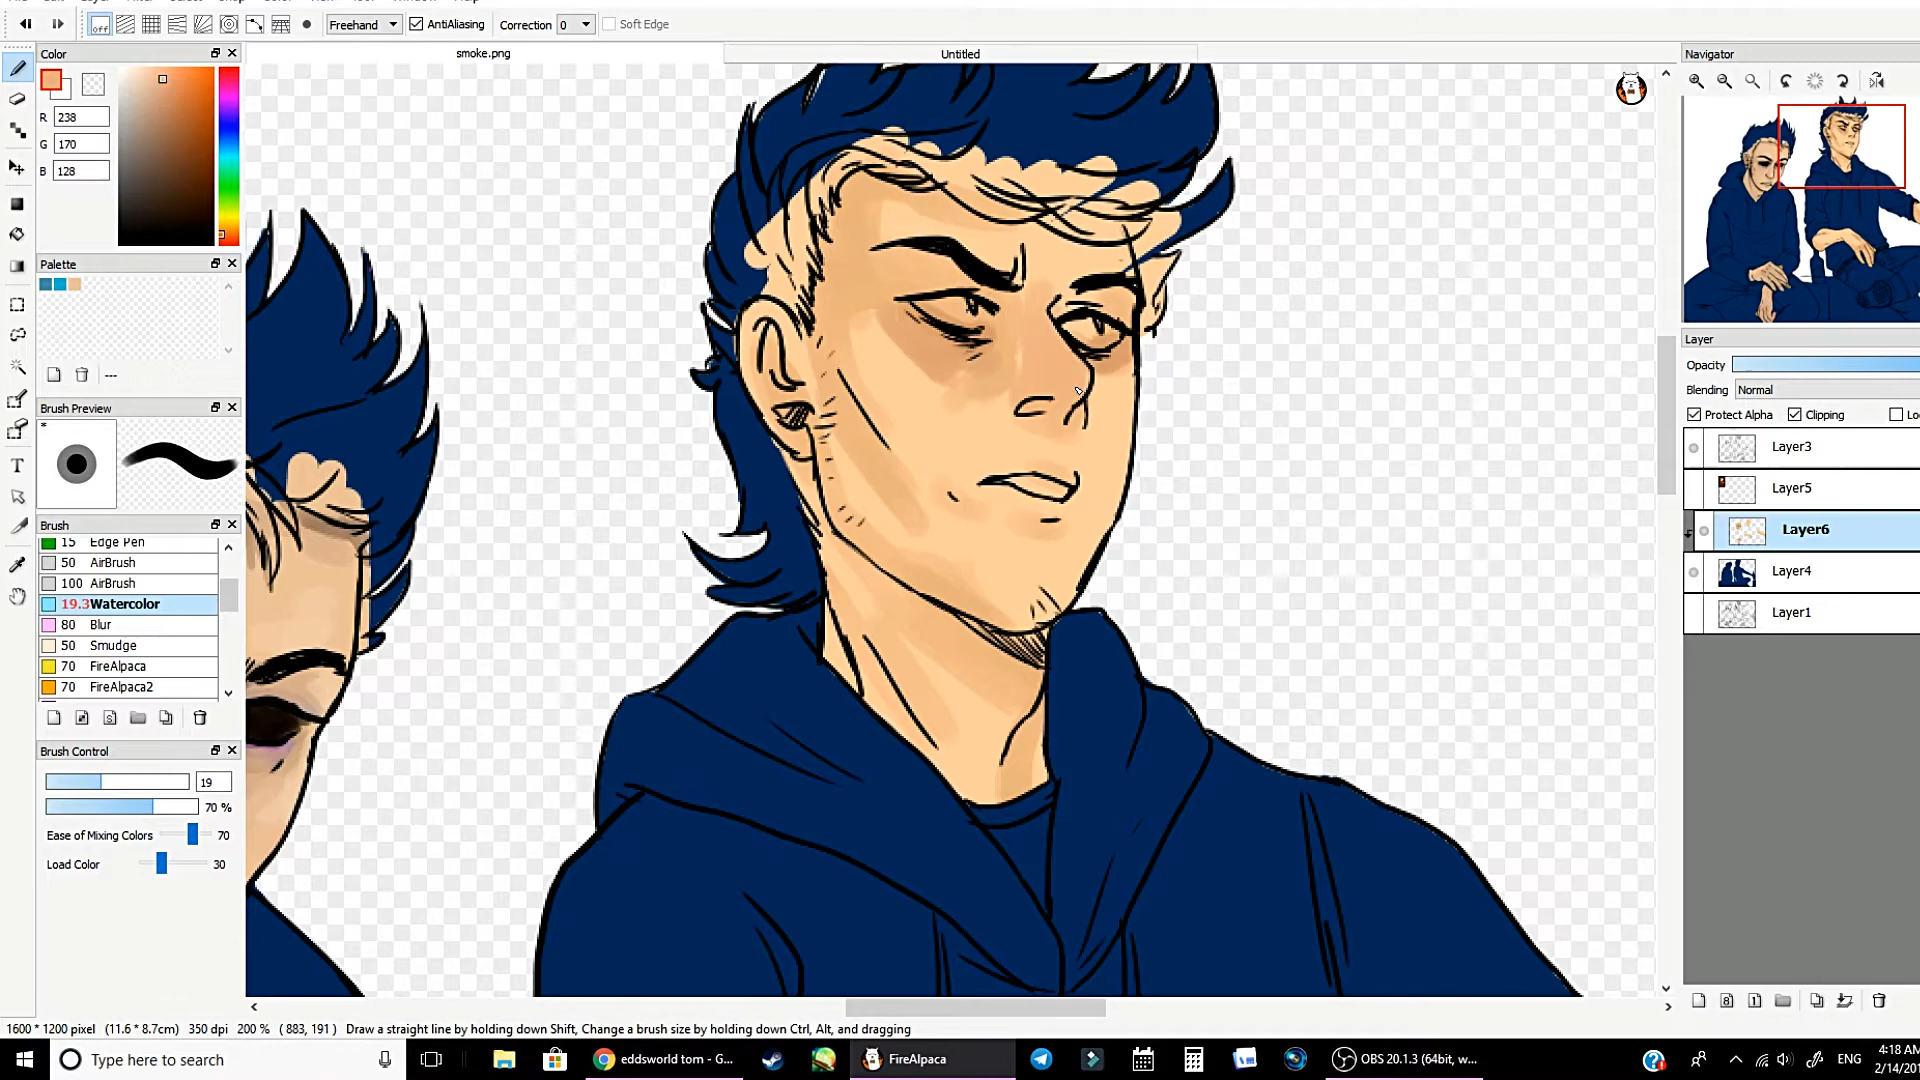 Freehand
AntiAliasing
Correction 0
Soft Edge
smoke.png
Untitled
Color
R 238
G 170
B 128
Palette
---
Brush Preview
*
Brush
15 Edge Pen
50 AirBrush
100 AirBrush
19.3 Watercolor
80 Blur
50 Smudge
70 FireAlpaca
70 FireAlpaca2
Brush Control
19
70 %
Ease of Mixing Colors 70
Load Color 30
Navigator
Layer
Opacity
Blending Normal
Protect Alpha Clipping Loc
Layer3
Layer5
Layer6
Layer4
Layer1
1600 * 1200 pixel (11.6 * 8.7cm) 350 dpi 200 % ( 883, 191 ) Draw a straight line by holding down Shift, Change a brush size by holding down Ctrl, Alt, and dragging
Type here to search
eddsworld tom - G...
FireAlpaca
OBS 20.1.3 (64bit, w...
ENG
4:18 AM
2/14/201